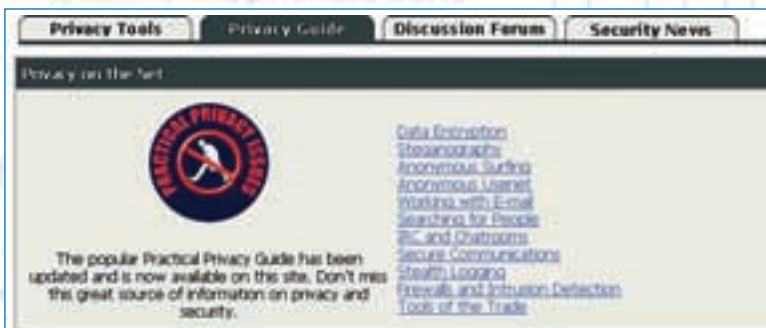 Privacy Tools
Privacy Guide
Discussion Forum
Security News
Privacy on the Net
PRACTICAL PRIVACY ISSUES
The popular Practical Privacy Guide has been
updated and is now available on this site. Don't miss
this great source of information on privacy and
security.
Data Encryption
Steganography
Anonymous Surfing
Anonymous Usenet
Working with E-mail
Searching for People
IRC and Chatrooms
Secure Communications
Stealth Logging
Firewalls and Intrusion Detection
Tools of the Trade